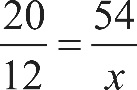 20/12 = 54/x